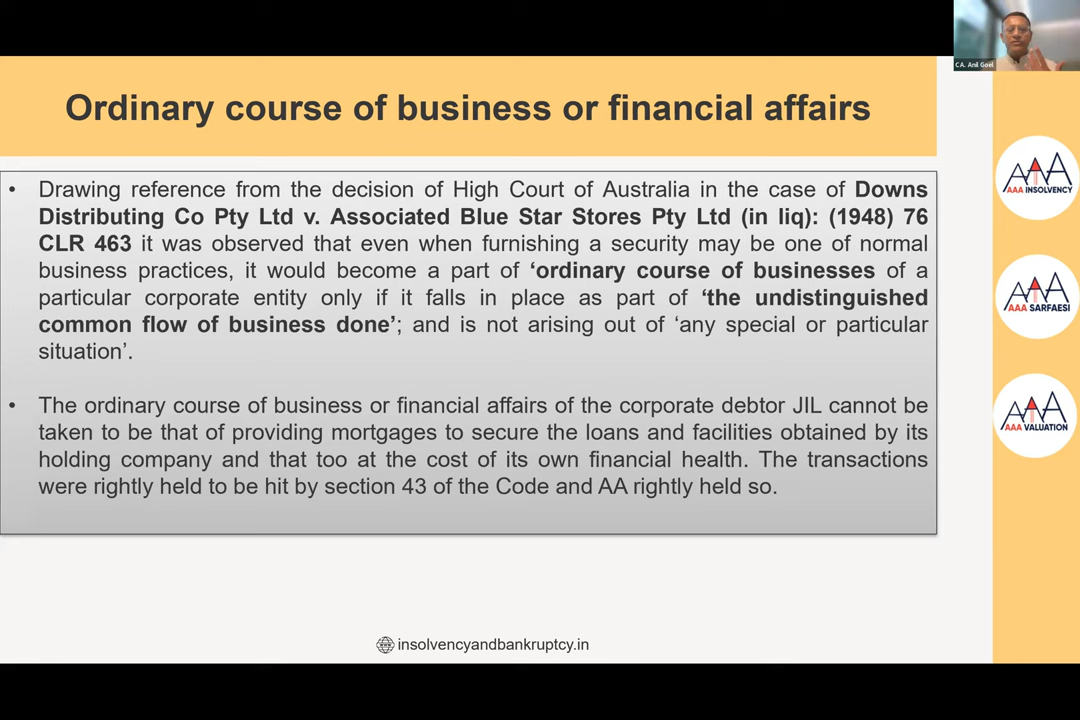 C.A. Anil Goel
Ordinary course of business or financial affairs
• Drawing reference from the decision of High Court of Australia in the case of Downs
Distributing Co Pty Ltd v. Associated Blue Star Stores Pty Ltd (in liq): (1948) 76
CLR 463 it was observed that even when furnishing a security may be one of normal
business practices, it would become a part of ‘ordinary course of businesses of a
particular corporate entity only if it falls in place as part of ‘the undistinguished
common flow of business done’; and is not arising out of ‘any special or particular
situation’.
• The ordinary course of business or financial affairs of the corporate debtor JIL cannot be
taken to be that of providing mortgages to secure the loans and facilities obtained by its
holding company and that too at the cost of its own financial health. The transactions
were rightly held to be hit by section 43 of the Code and AA rightly held so.
AAA INSOLVENCY
AAA SARFAESI
AAA VALUATION
insolvencyandbankruptcy.in